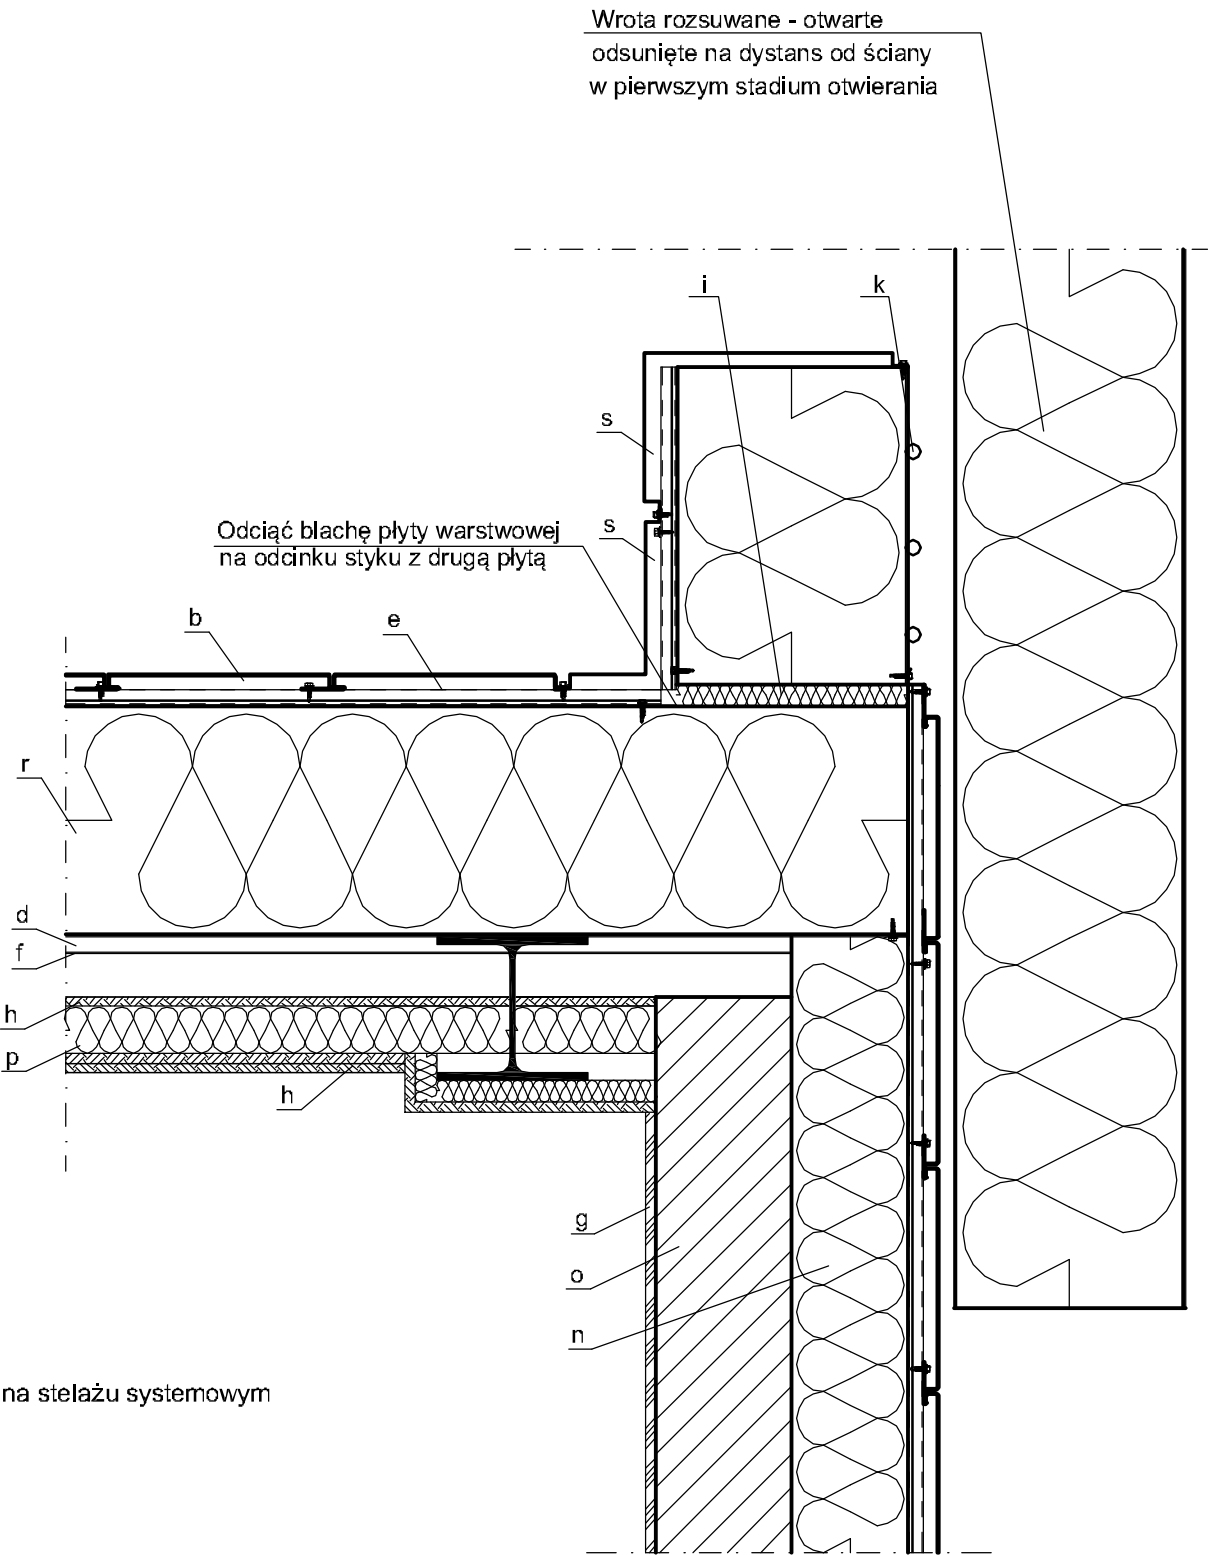 Wrota rozsuwane - otwarte
odsunięte na dystans od ściany
w pierwszym stadium otwierania
i
k
s
Odciąć blachę płyty warstwowej
na odcinku styku z drugą płytą
s
b
e
r
d
f
h
p
h
g
o
n
na stelażu systemowym